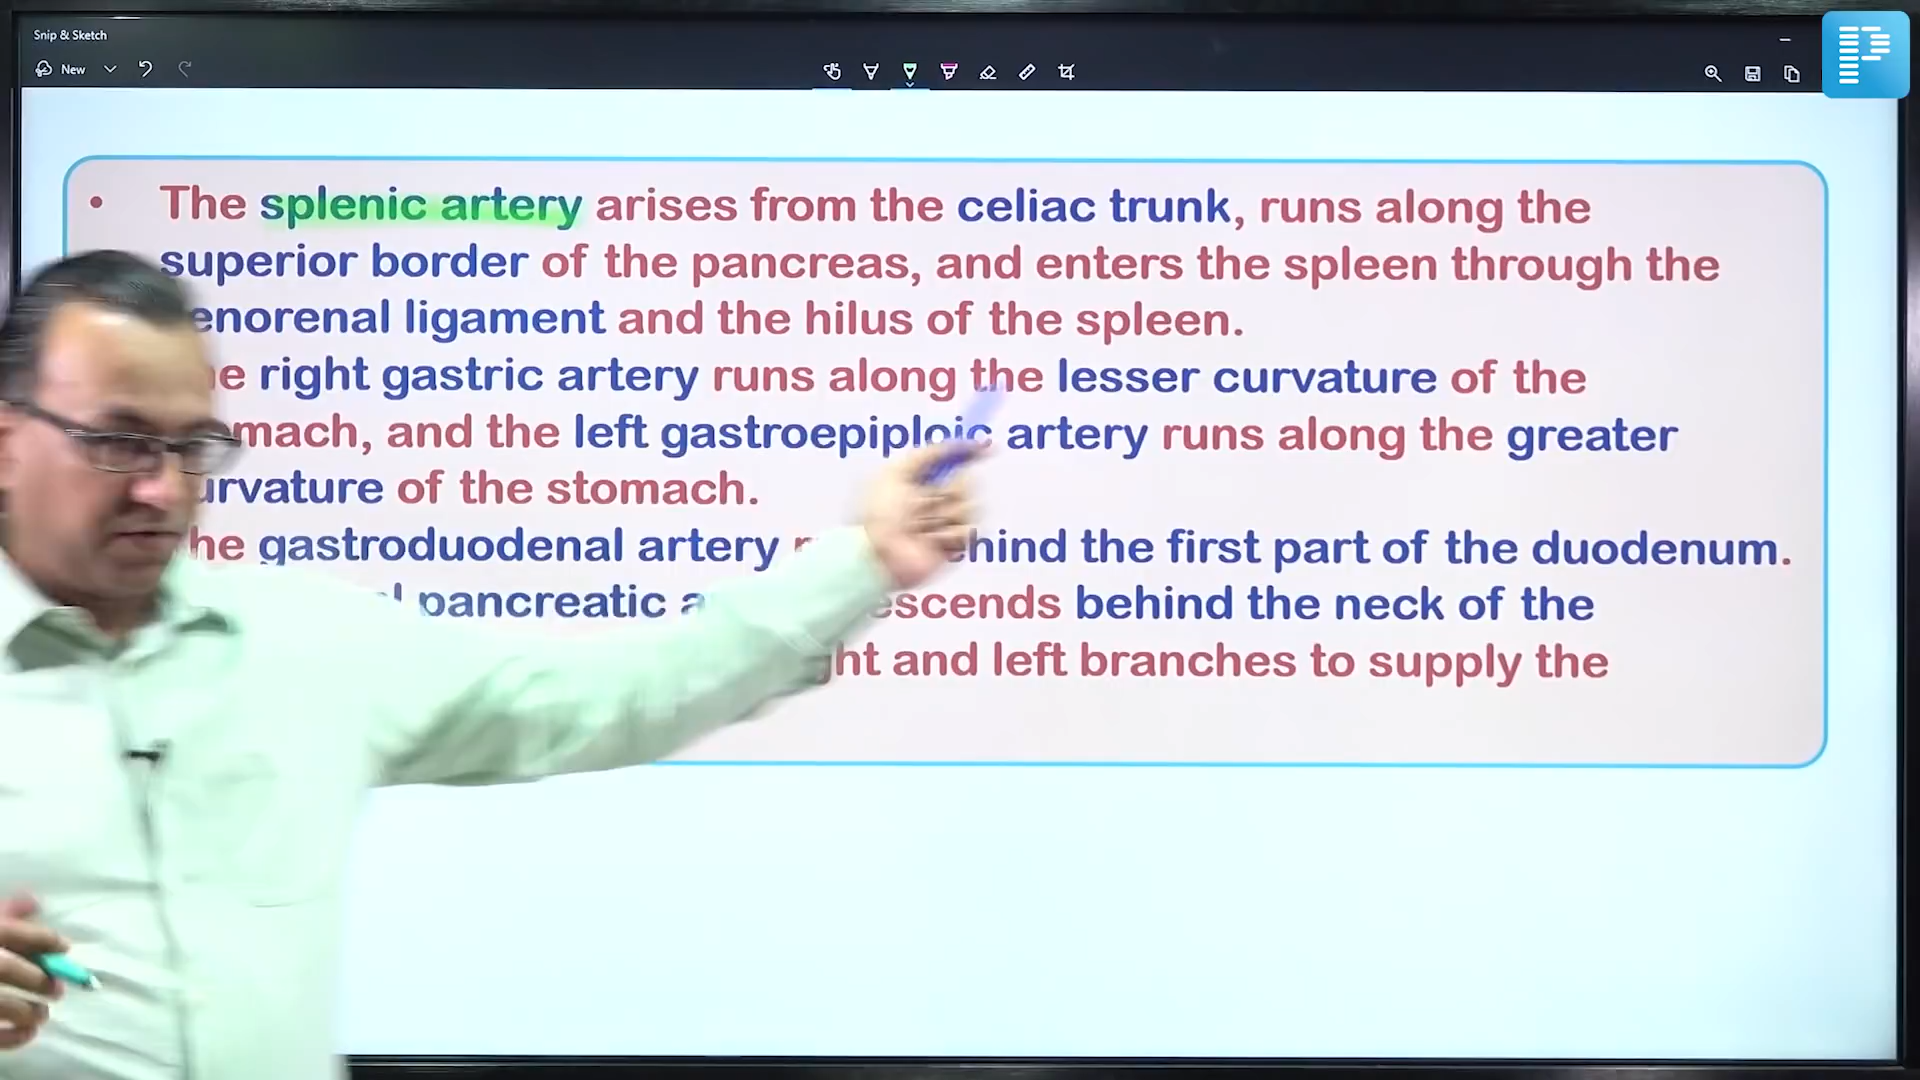 Snip & Sketch
New
• The splenic artery arises from the celiac trunk, runs along the
superior border of the pancreas, and enters the spleen through the
enorenal ligament and the hilus of the spleen.
he right gastric artery runs along the lesser curvature of the
mach, and the left gastroepiploic artery runs along the greater
urvature of the stomach.
he gastroduodenal artery behind the first part of the duodenum.
pancreatic escends behind the neck of the
ght and left branches to supply the